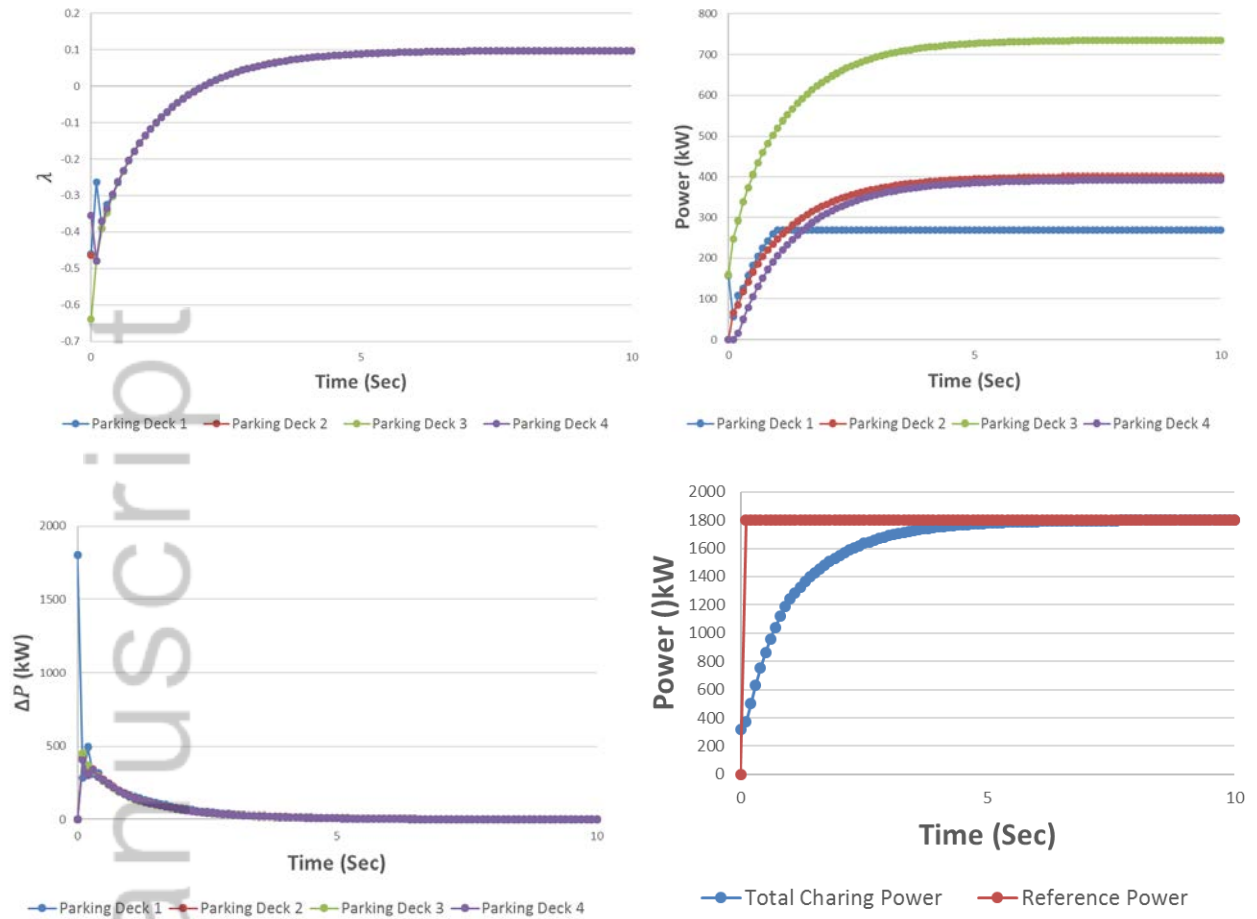 0.2
0.1
0
-0.1
-0.2
-0.3
-0.4
-0.5
-0.6
-0.7
λ
0 5 10
Time (Sec)
Parking Deck 1 Parking Deck 2 Parking Deck 3 Parking Deck 4
800
700
600
500
400
300
200
100
0
Power (kW)
0 5 10
Time (Sec)
Parking Deck 1 Parking Deck 2 Parking Deck 3 Parking Deck 4
2000
1500
1000
500
0
ΔP (kW)
0 5 10
Time (Sec)
Parking Deck 1 Parking Deck 2 Parking Deck 3 Parking Deck 4
2000
1800
1600
1400
1200
1000
800
600
400
200
0
Power ()kW
0 5 10
Time (Sec)
Total Charing Power Reference Power
anuscript